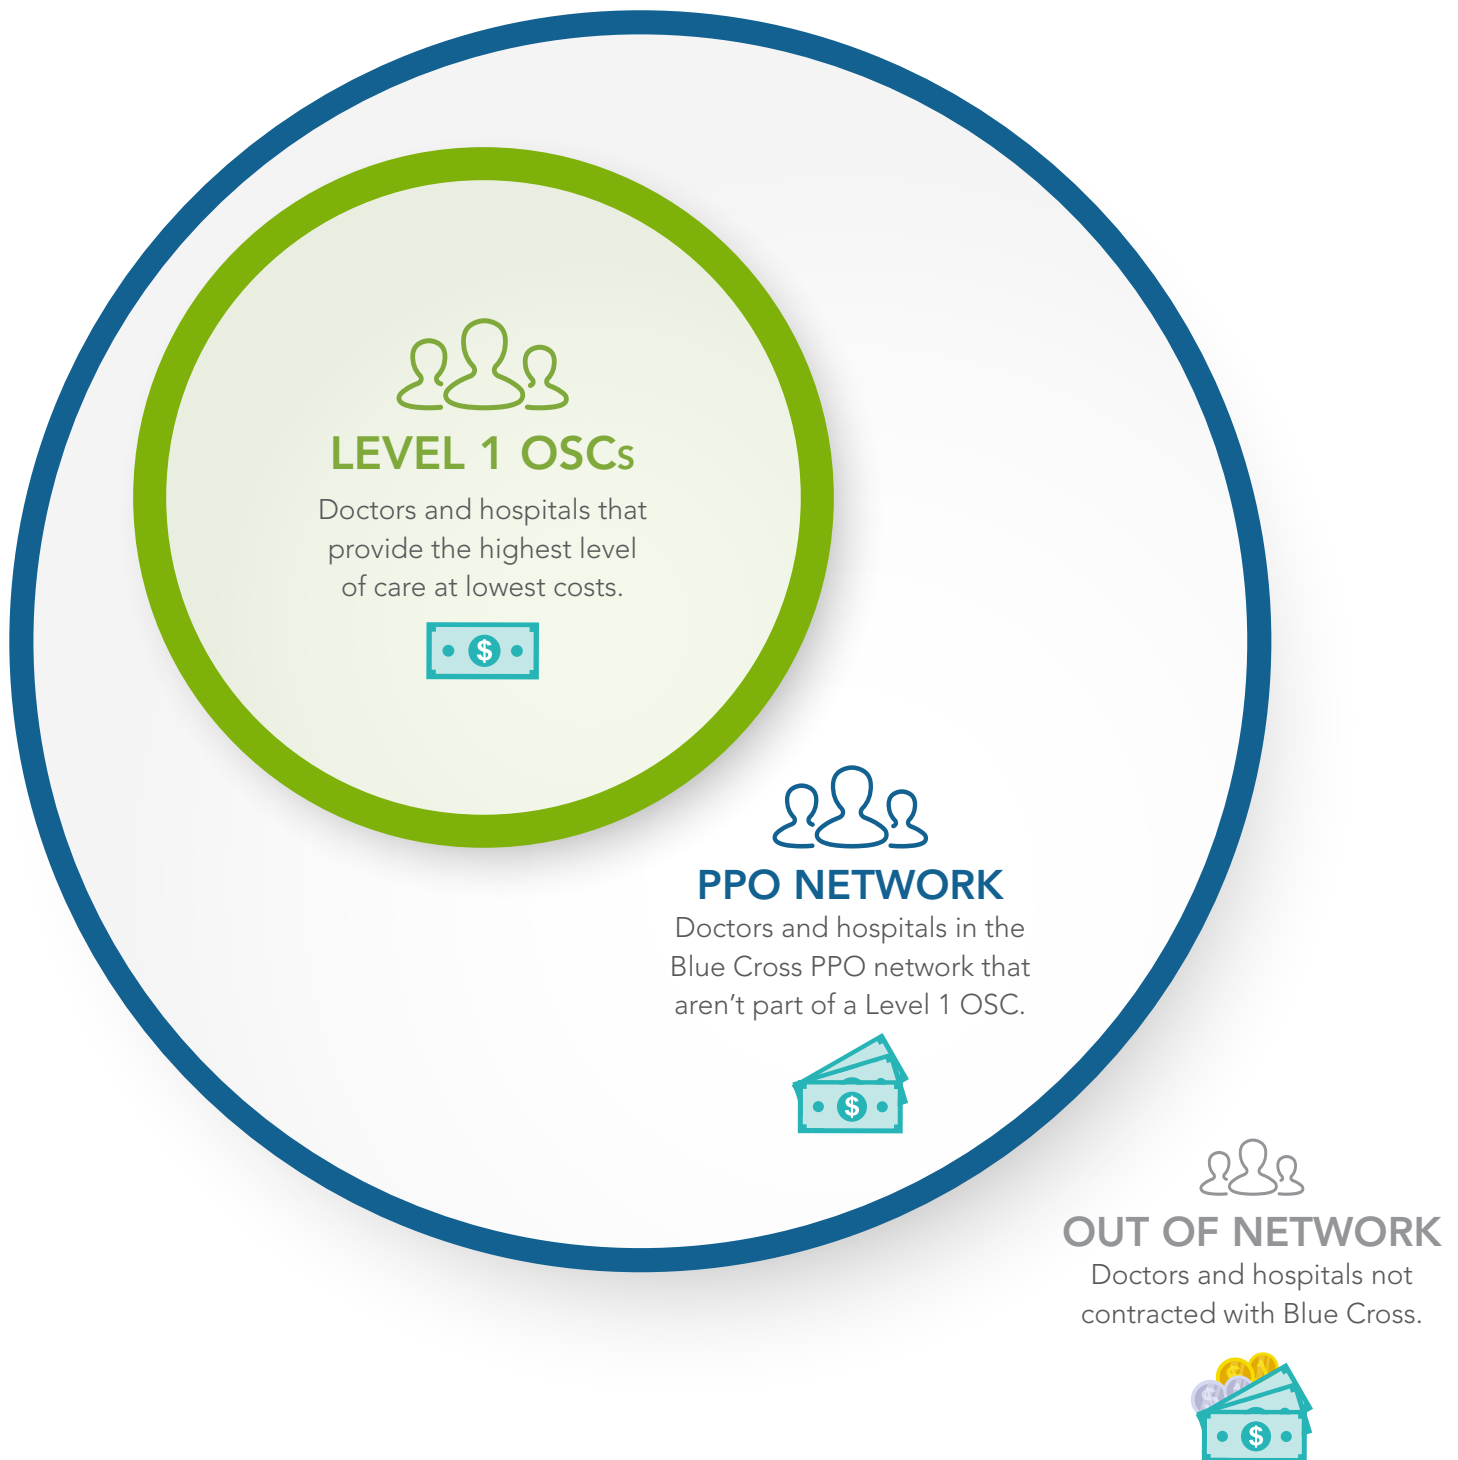 LEVEL 1 OSCs
Doctors and hospitals that
provide the highest level
of care at lowest costs.
$
PPO NETWORK
Doctors and hospitals in the
Blue Cross PPO network that
aren’t part of a Level 1 OSC.
$
OUT OF NETWORK
Doctors and hospitals not
contracted with Blue Cross.
$